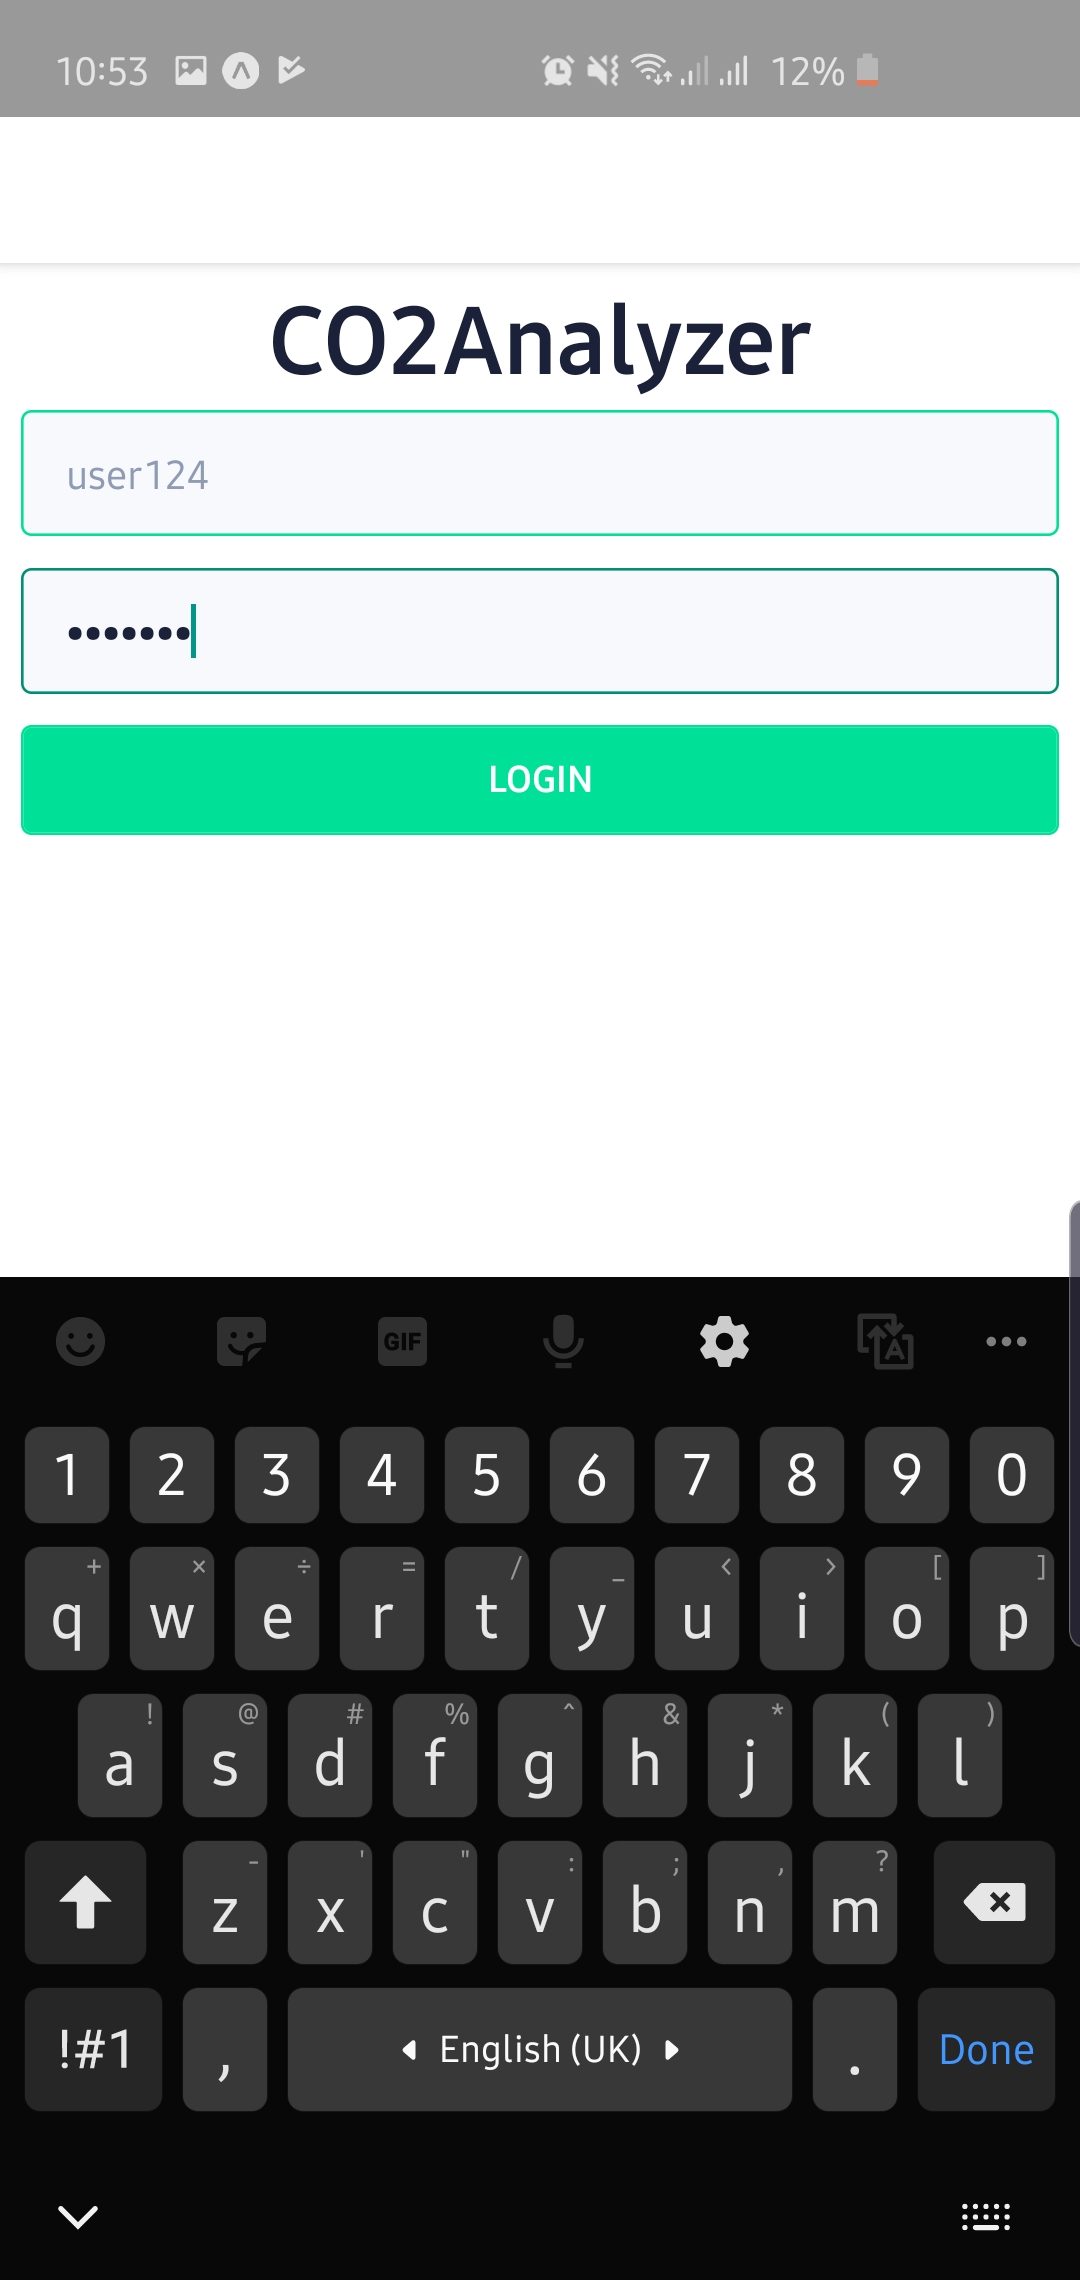 10:53 12%
CO2Analyzer
user124
•••••••
LOGIN
GIF A
1 2 3 4 5 6 7 8 9 0
+ × ÷ = / _ < > [ ]
q w e r t y u i o p
! @ # % ^ & * ( )
a s d f g h j k l
- ' " : ; , ?
z x c v b n m
!#1 , English (UK) . Done